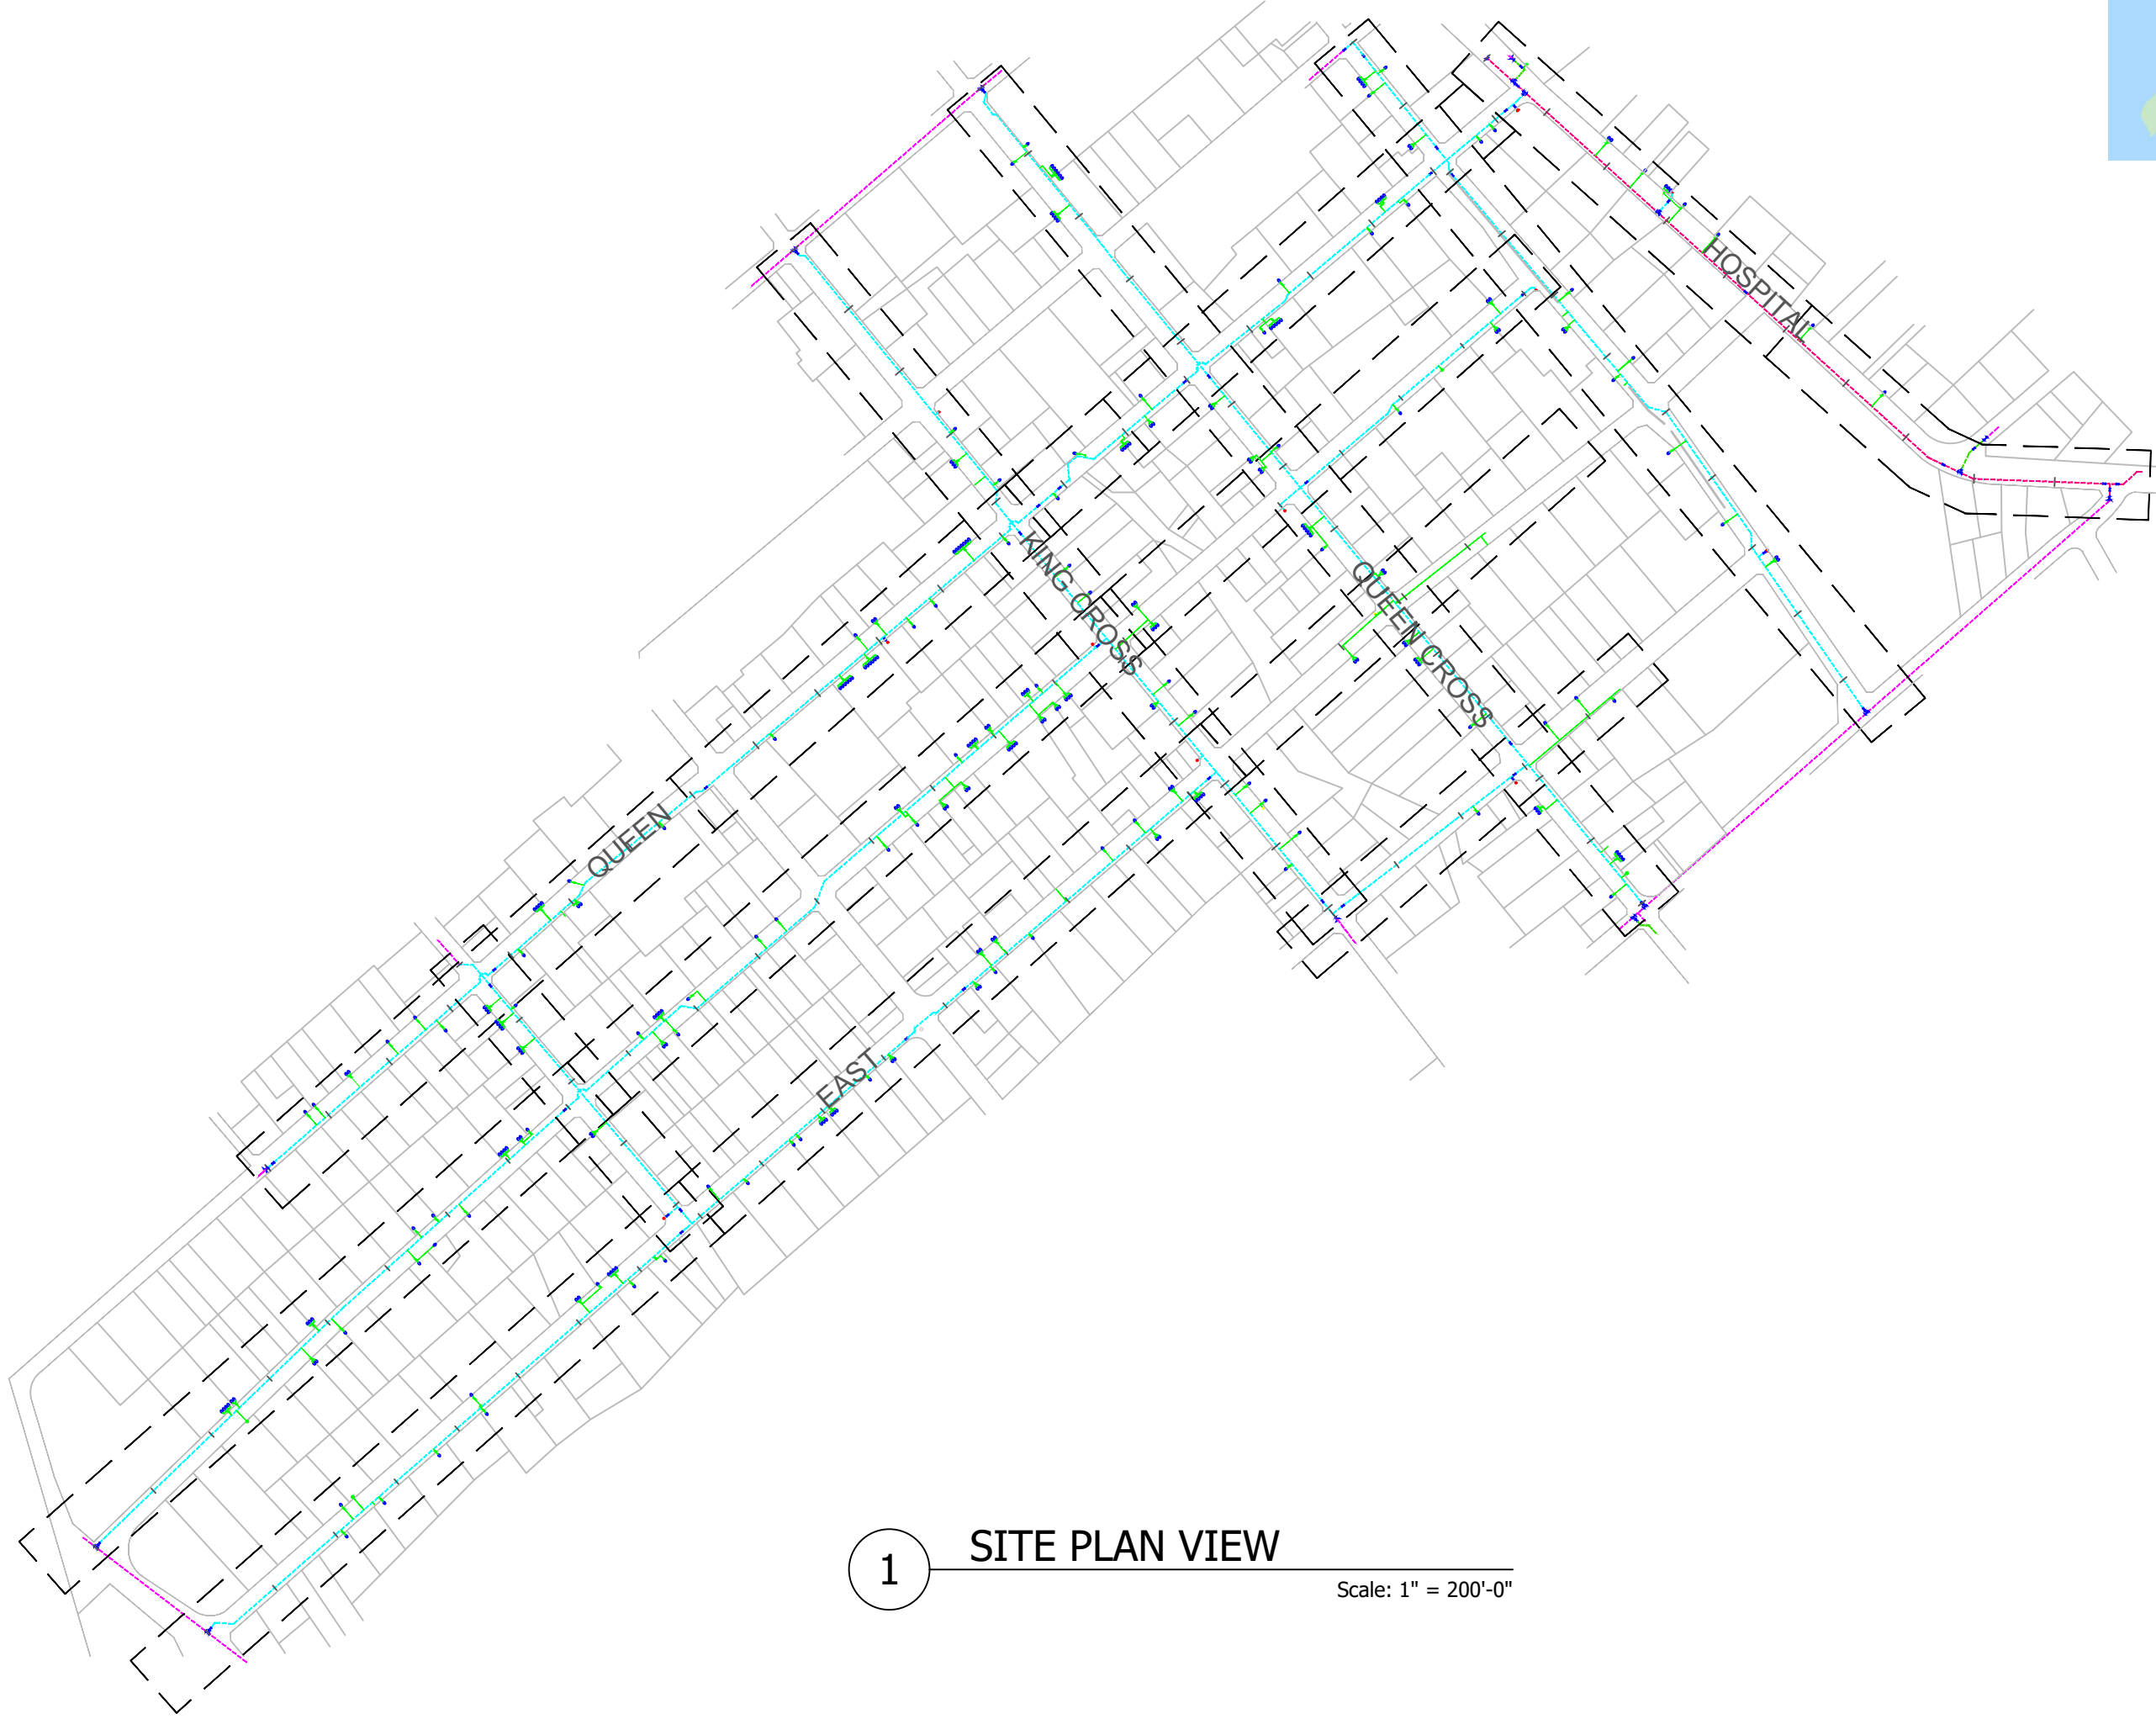 HOSPITAL
KING CROSS
QUEEN CROSS
QUEEN
EAST
1
SITE PLAN VIEW
Scale: 1" = 200'-0"